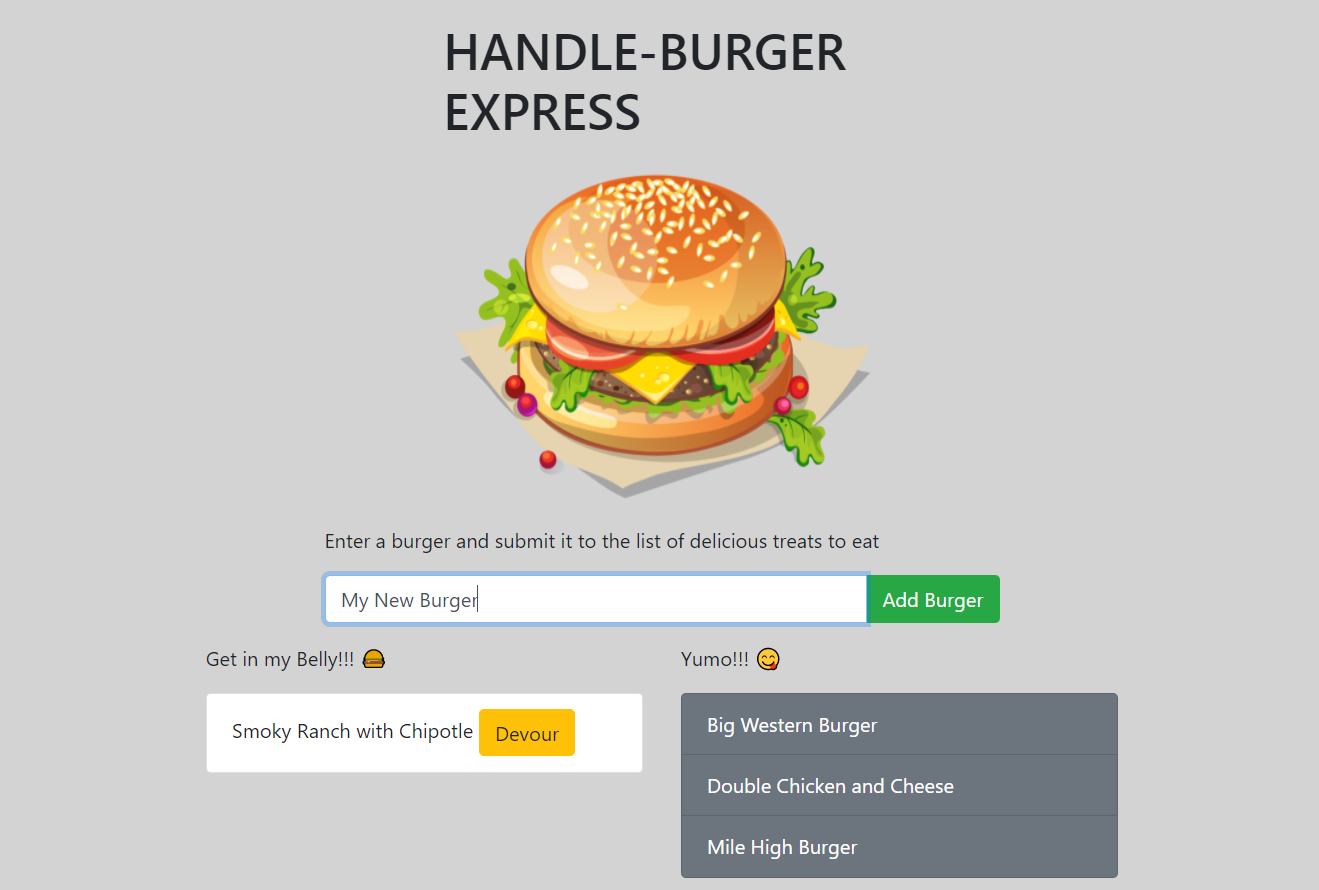 HANDLE-BURGER
EXPRESS
Enter a burger and submit it to the list of delicious treats to eat
My New Burger
Add Burger
Get in my Belly!!! 🍔
Yumo!!! 😋
Smoky Ranch with Chipotle
Devour
Big Western Burger
Double Chicken and Cheese
Mile High Burger